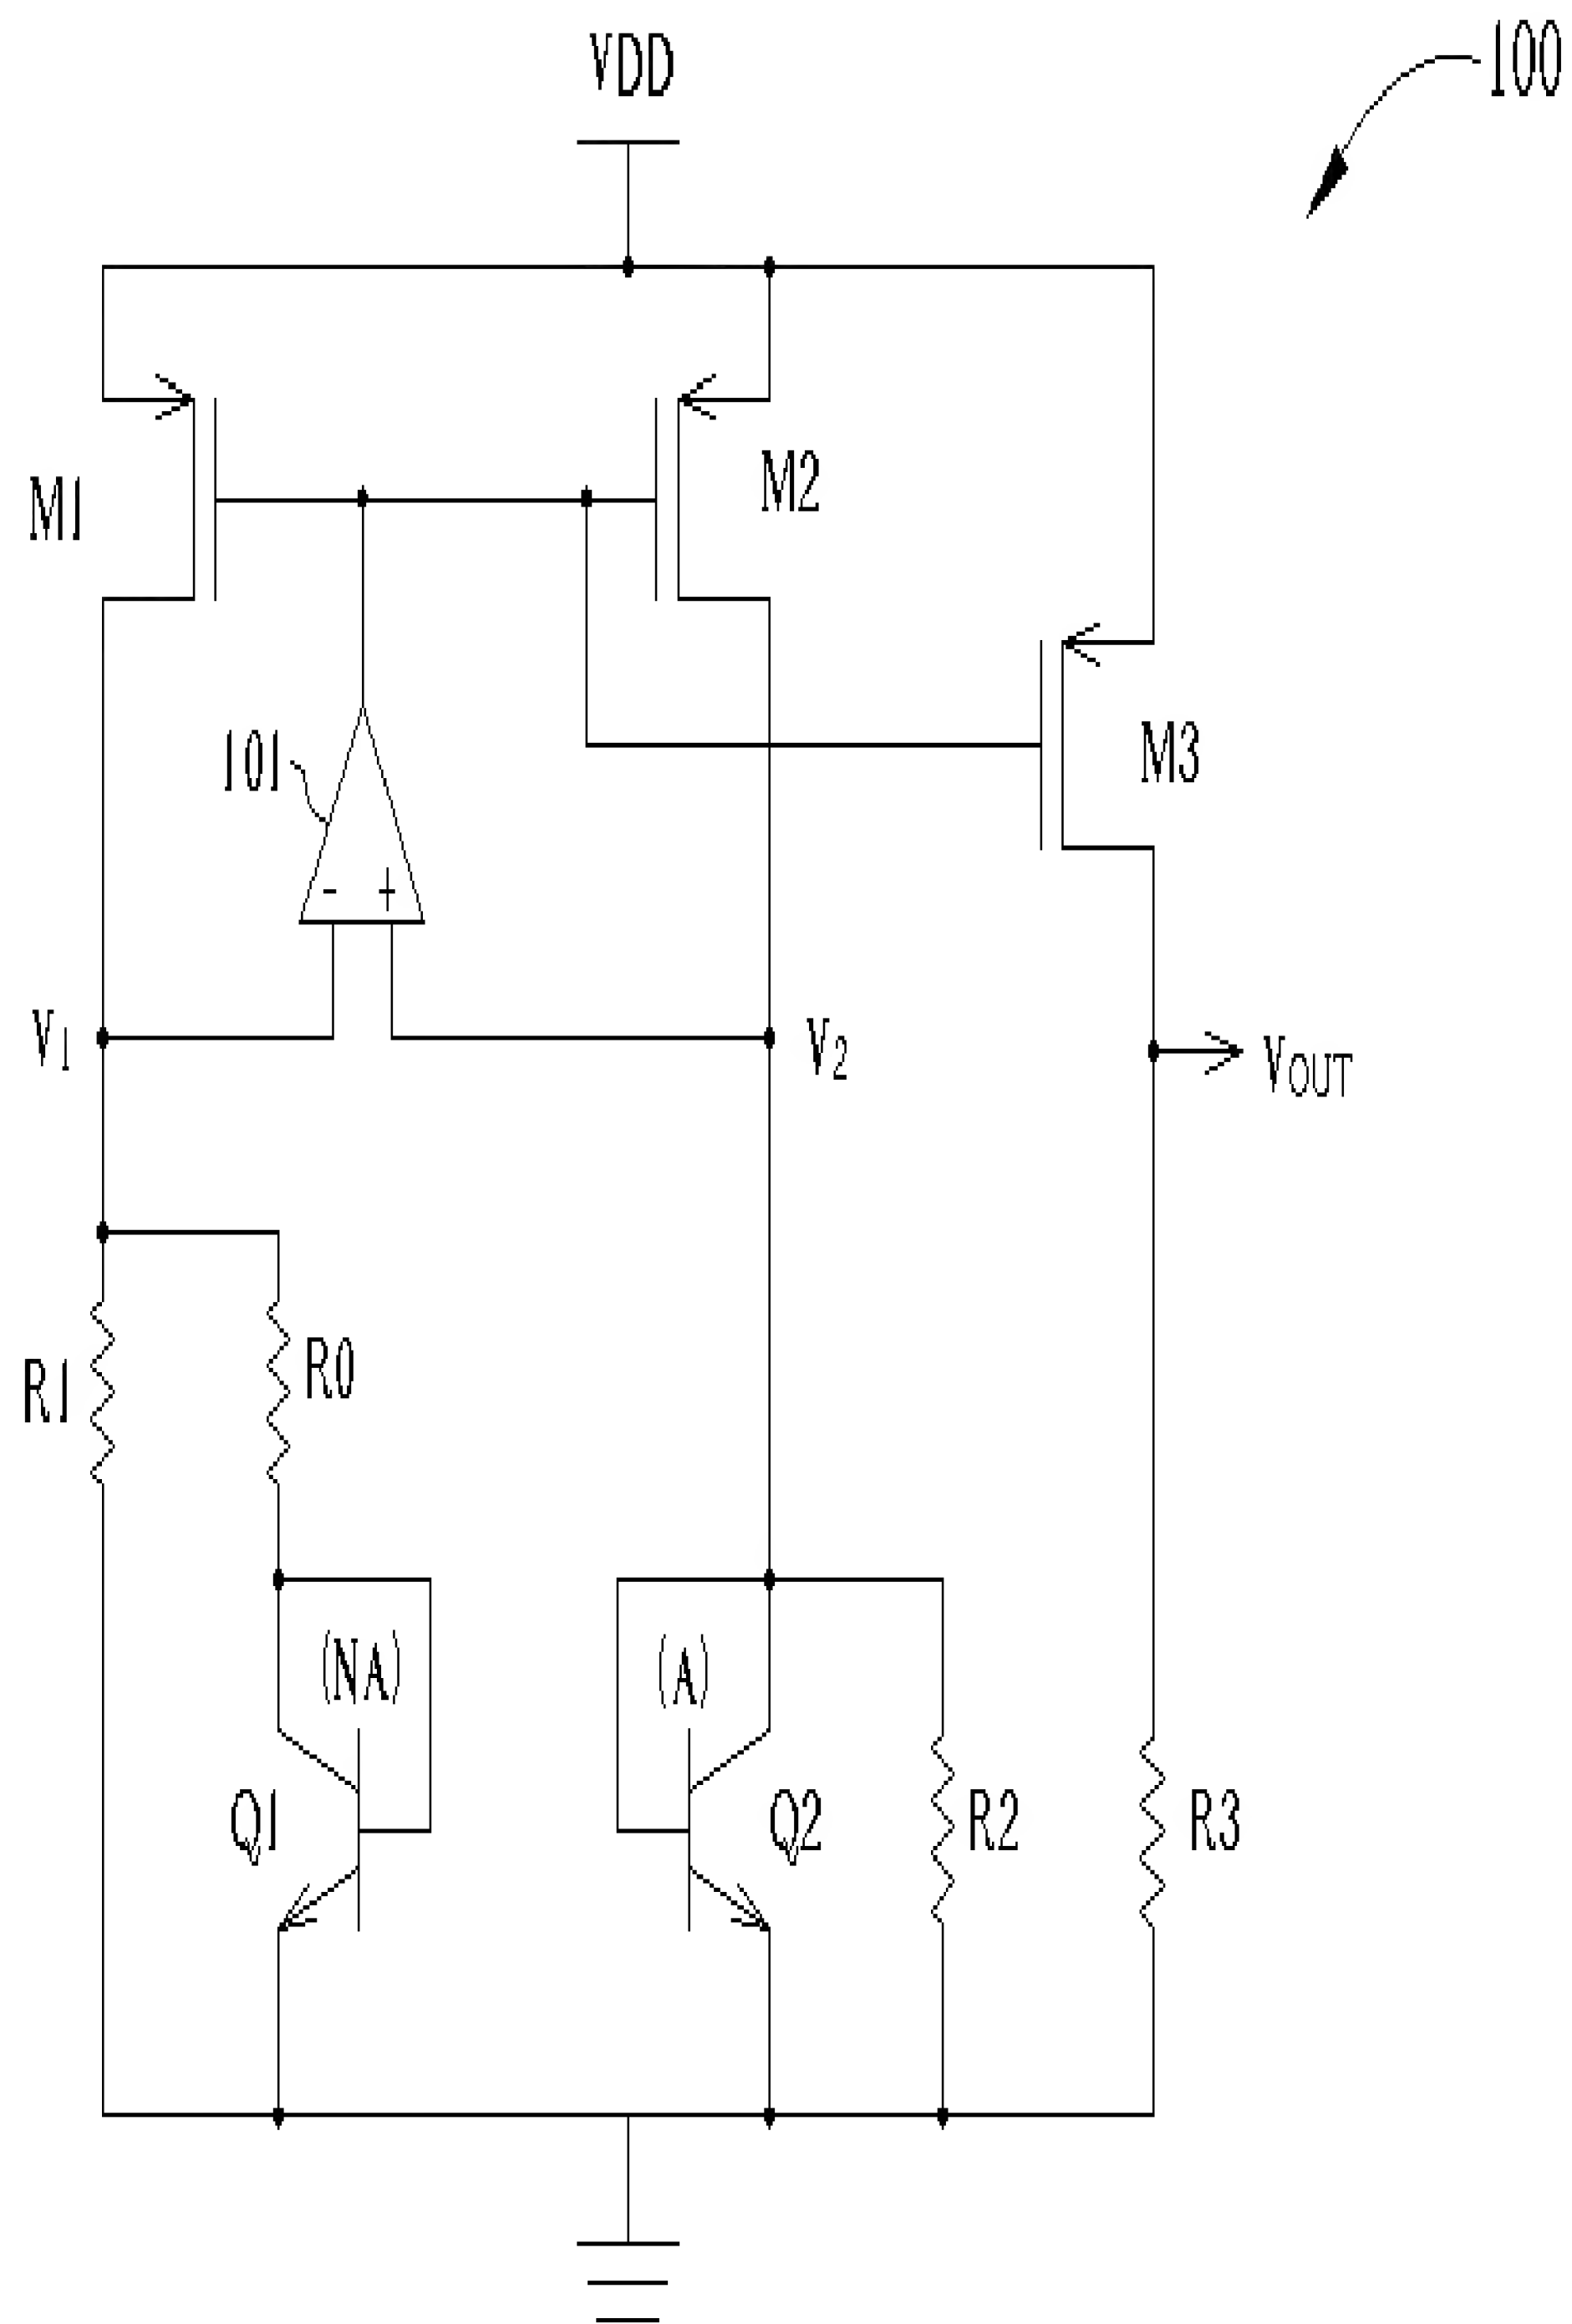 VDD
100
M1
M2
M3
101
- +
V1
V2
VOUT
R1
R0
(NA)
(A)
Q1
Q2
R2
R3